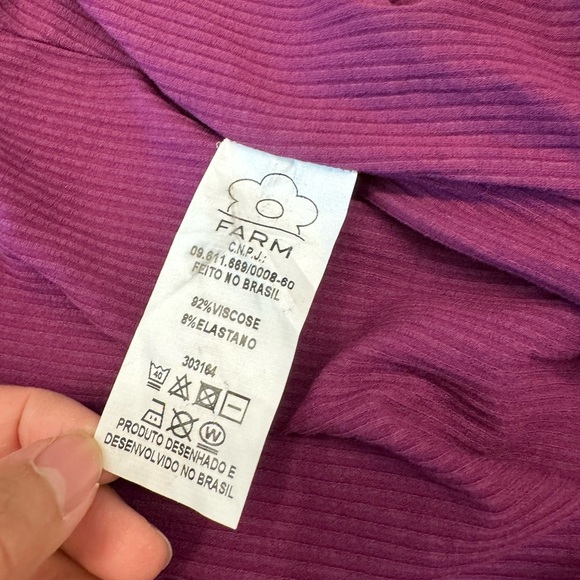 FARM
C.N.P.J.:
09.611.669/0008-60
FEITO NO BRASIL
92%VISCOSE
8%ELASTANO
303164
40
W
PRODUTO DESENHADO E
DESENVOLVIDO NO BRASIL